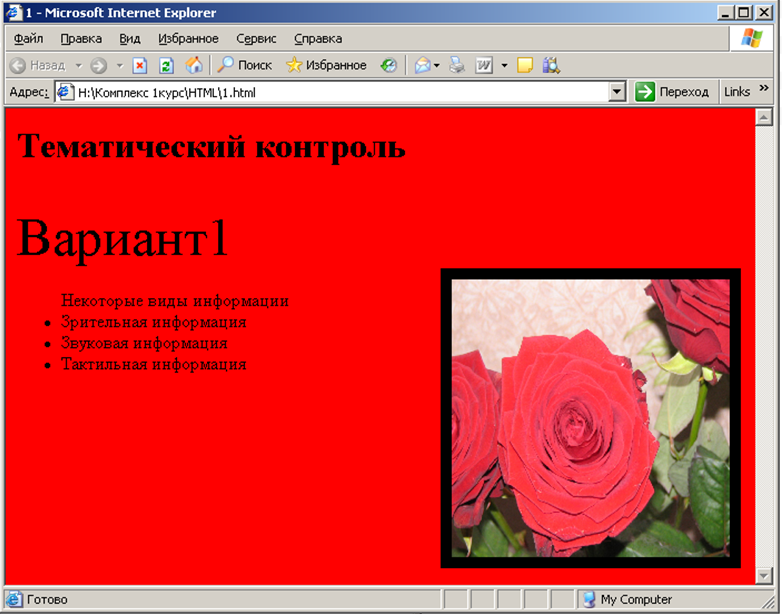 1 - Microsoft Internet Explorer
Файл Правка Вид Избранное Сервис Справка
Назад Поиск Избранное
Адрес: H:\Комплекс 1курс\HTML\1.html Переход Links »
Тематический контроль
Вариант1
Некоторые виды информации
Зрительная информация
Звуковая информация
Тактильная информация
Готово My Computer